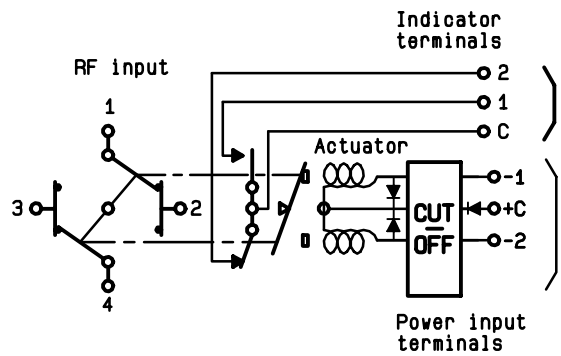 Indicator
terminals
RF input
2
1
1
C
Actuator
-1
3
2
CUT
+C
OFF
-2
4
Power input
terminals